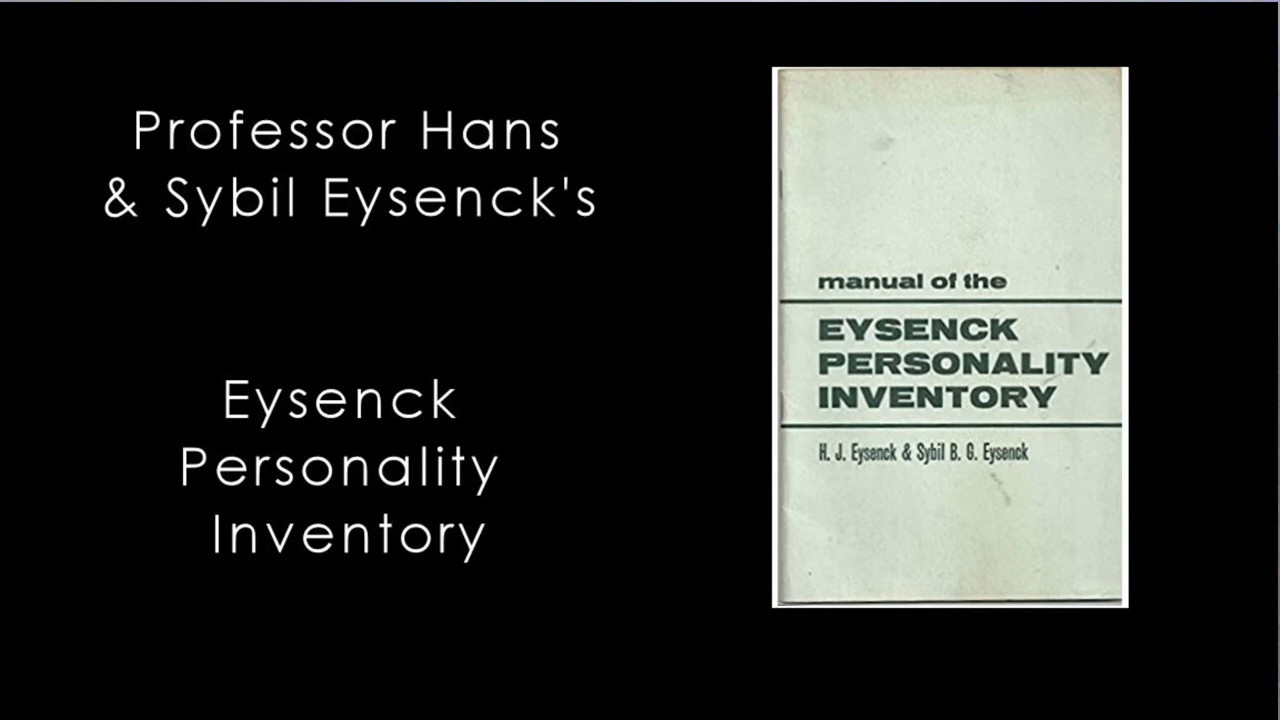 Professor Hans
& Sybil Eysenck's
Eysenck
Personality
Inventory
manual of the
EYSENCK
PERSONALITY
INVENTORY
H. J. Eysenck & Sybil B. G. Eysenck